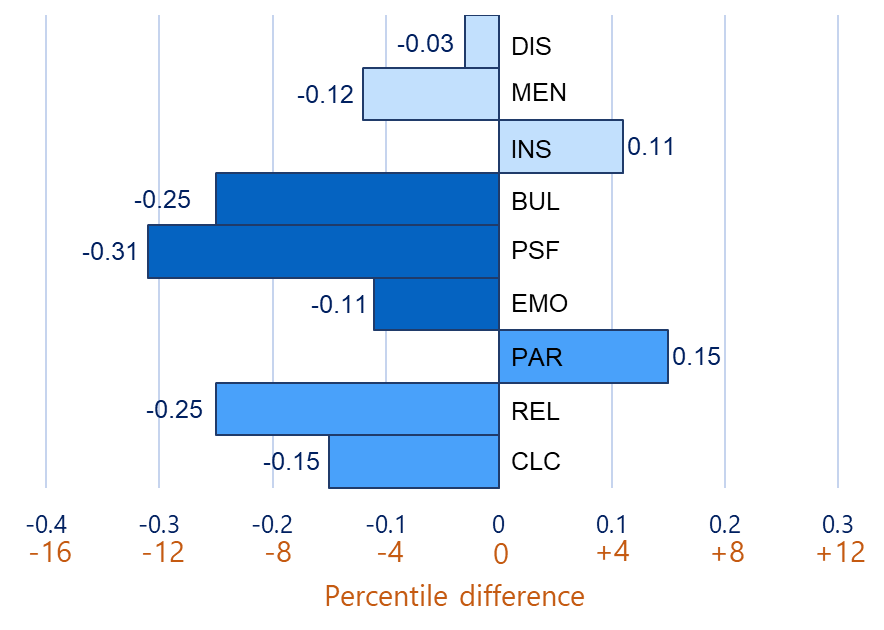 -0.03 DIS
-0.12 MEN
INS 0.11
-0.25 BUL
-0.31 PSF
-0.11 EMO
PAR 0.15
-0.25 REL
-0.15 CLC
-0.4 -0.3 -0.2 -0.1 0 0.1 0.2 0.3
-16 -12 -8 -4 0 +4 +8 +12
Percentile difference